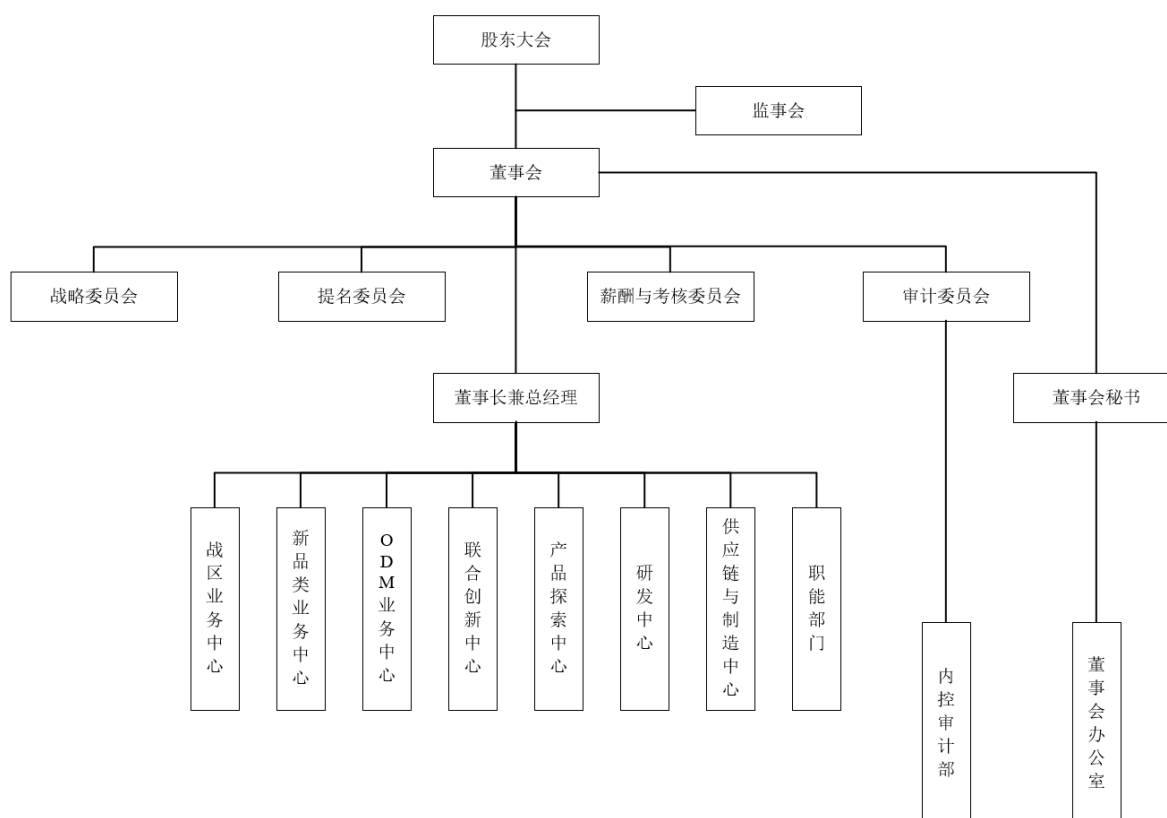 股东大会
监事会
董事会
战略委员会
提名委员会
薪酬与考核委员会
审计委员会
董事长兼总经理
董事会秘书
战区业务中心
新品类业务中心
ODM业务中心
联合创新中心
产品探索中心
研发中心
供应链与制造中心
职能部门
内控审计部
董事会办公室